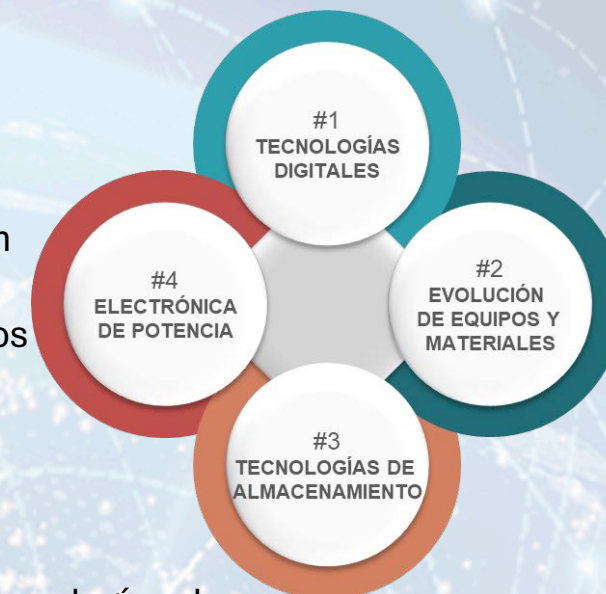 #1
TECNOLOGÍAS
DIGITALES
#4
ELECTRÓNICA
DE POTENCIA
#2
EVOLUCIÓN
DE EQUIPOS Y
MATERIALES
#3
TECNOLOGÍAS DE
ALMACENAMIENTO